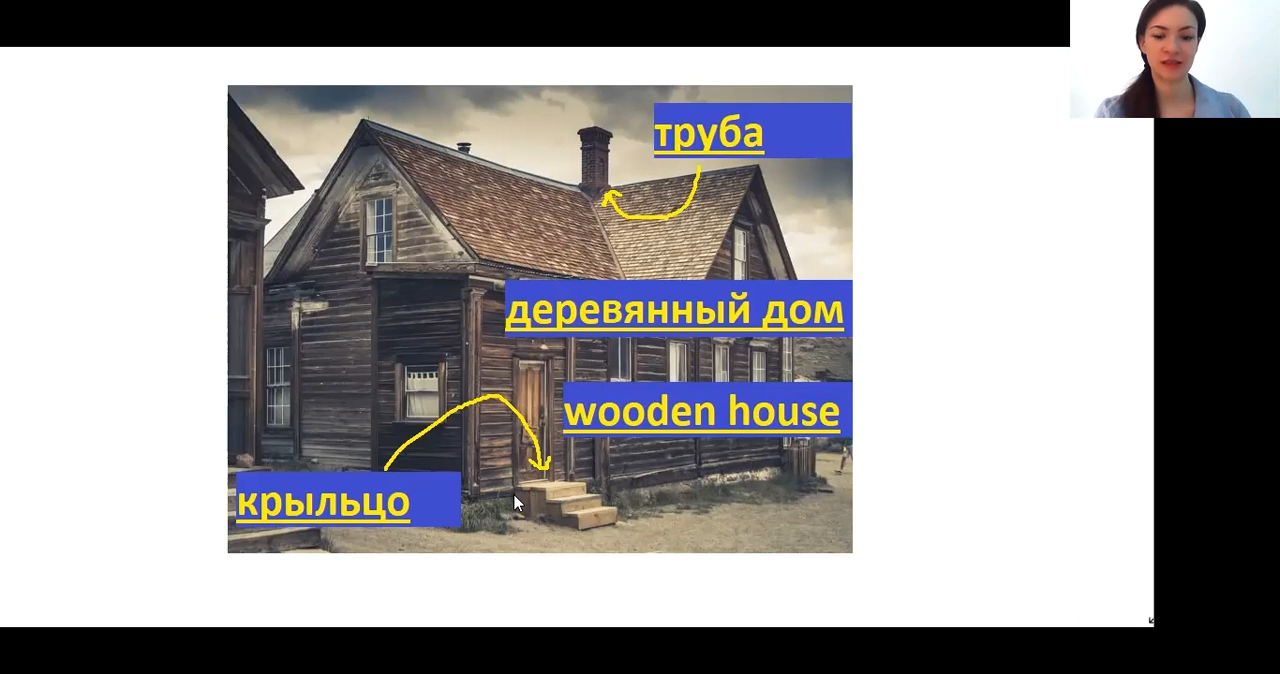 труба
деревянный дом
wooden house
крыльцо